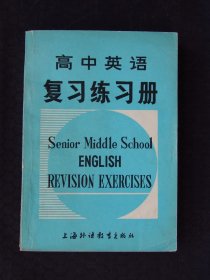 高中英语
复习练习册
Senior Middle School
ENGLISH
REVISION EXERCISES
上海外语教育出版社